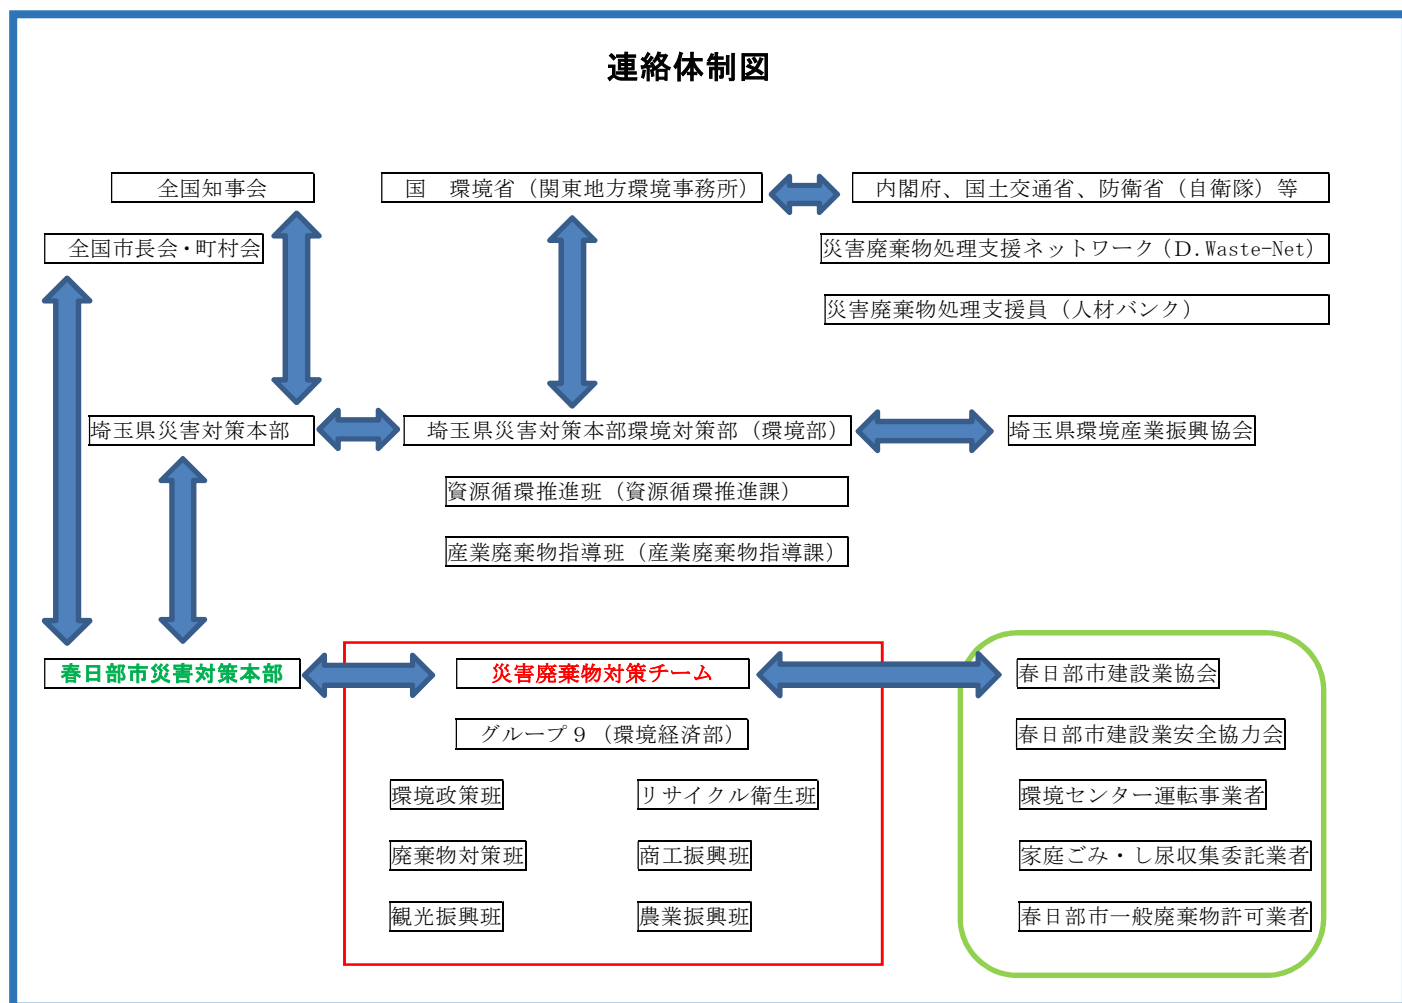 連絡体制図
全国知事会
国　環境省（関東地方環境事務所）
内閣府、国土交通省、防衛省（自衛隊）等
全国市長会・町村会
災害廃棄物処理支援ネットワーク（D.Waste-Net）
災害廃棄物処理支援員（人材バンク）
埼玉県災害対策本部
埼玉県災害対策本部環境対策部（環境部）
埼玉県環境産業振興協会
資源循環推進班（資源循環推進課）
産業廃棄物指導班（産業廃棄物指導課）
春日部市災害対策本部
災害廃棄物対策チーム
春日部市建設業協会
グループ９（環境経済部）
春日部市建設業安全協力会
環境政策班
リサイクル衛生班
環境センター運転事業者
廃棄物対策班
商工振興班
家庭ごみ・し尿収集委託業者
観光振興班
農業振興班
春日部市一般廃棄物許可業者